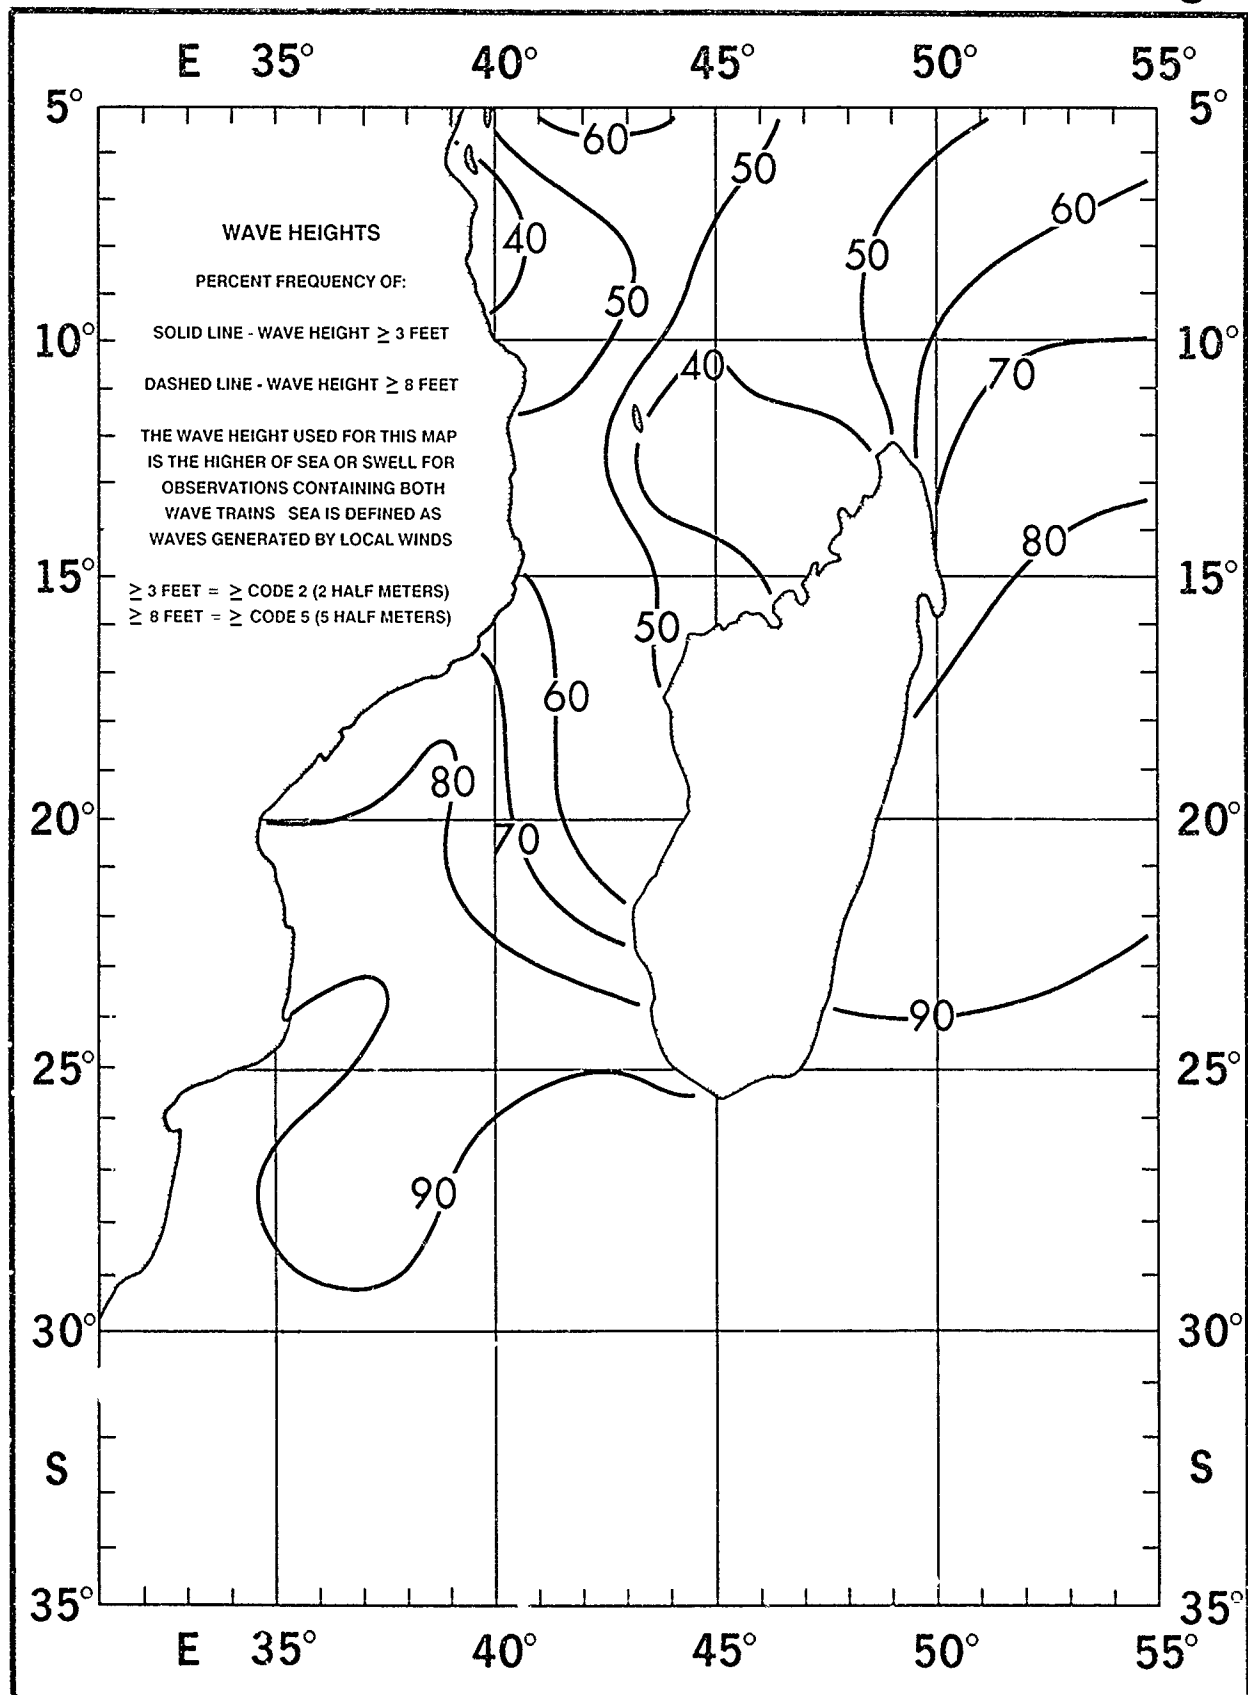 E 35° 40° 45° 50° 55°
5° 5°
60
50
60
40
50
WAVE HEIGHTS
PERCENT FREQUENCY OF:
50
SOLID LINE - WAVE HEIGHT ≥ 3 FEET
10° 10°
40
70
DASHED LINE - WAVE HEIGHT ≥ 8 FEET
THE WAVE HEIGHT USED FOR THIS MAP
IS THE HIGHER OF SEA OR SWELL FOR
OBSERVATIONS CONTAINING BOTH
WAVE TRAINS SEA IS DEFINED AS
WAVES GENERATED BY LOCAL WINDS
80
15° 15°
≥ 3 FEET = ≥ CODE 2 (2 HALF METERS)
≥ 8 FEET = ≥ CODE 5 (5 HALF METERS)
50
60
80
20° 20°
70
90
25° 25°
90
30° 30°
S S
35° 35°
E 35° 40° 45° 50° 55°